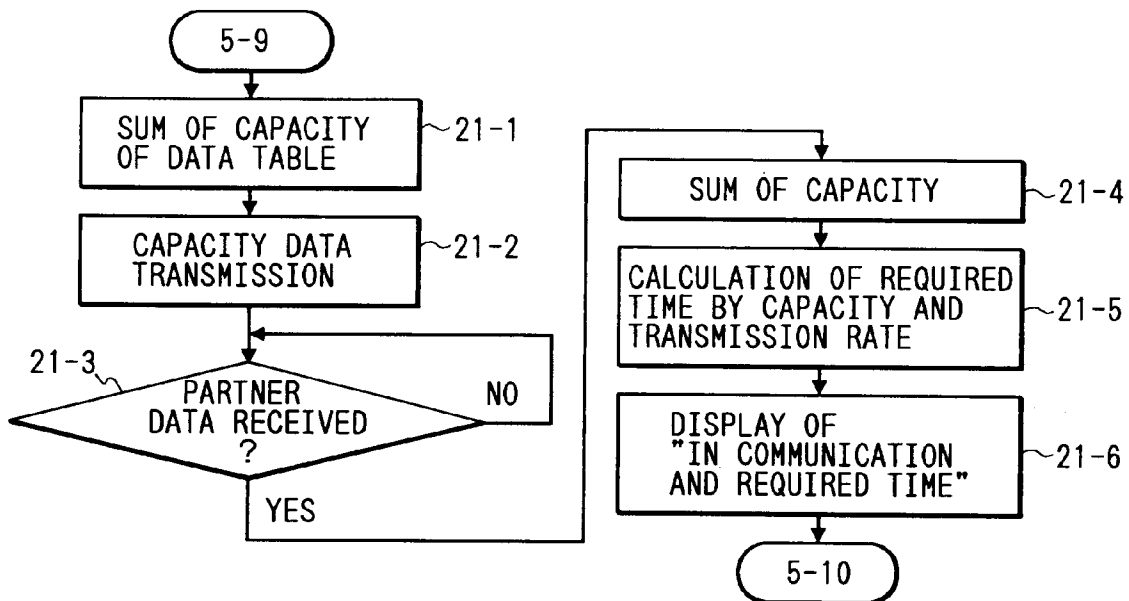 5-9
SUM OF CAPACITY
OF DATA TABLE
21-1
CAPACITY DATA
TRANSMISSION
21-2
21-3
PARTNER
DATA RECEIVED
?
NO
YES
SUM OF CAPACITY
21-4
CALCULATION OF REQUIRED
TIME BY CAPACITY AND
TRANSMISSION RATE
21-5
DISPLAY OF
"IN COMMUNICATION
AND REQUIRED TIME"
21-6
5-10